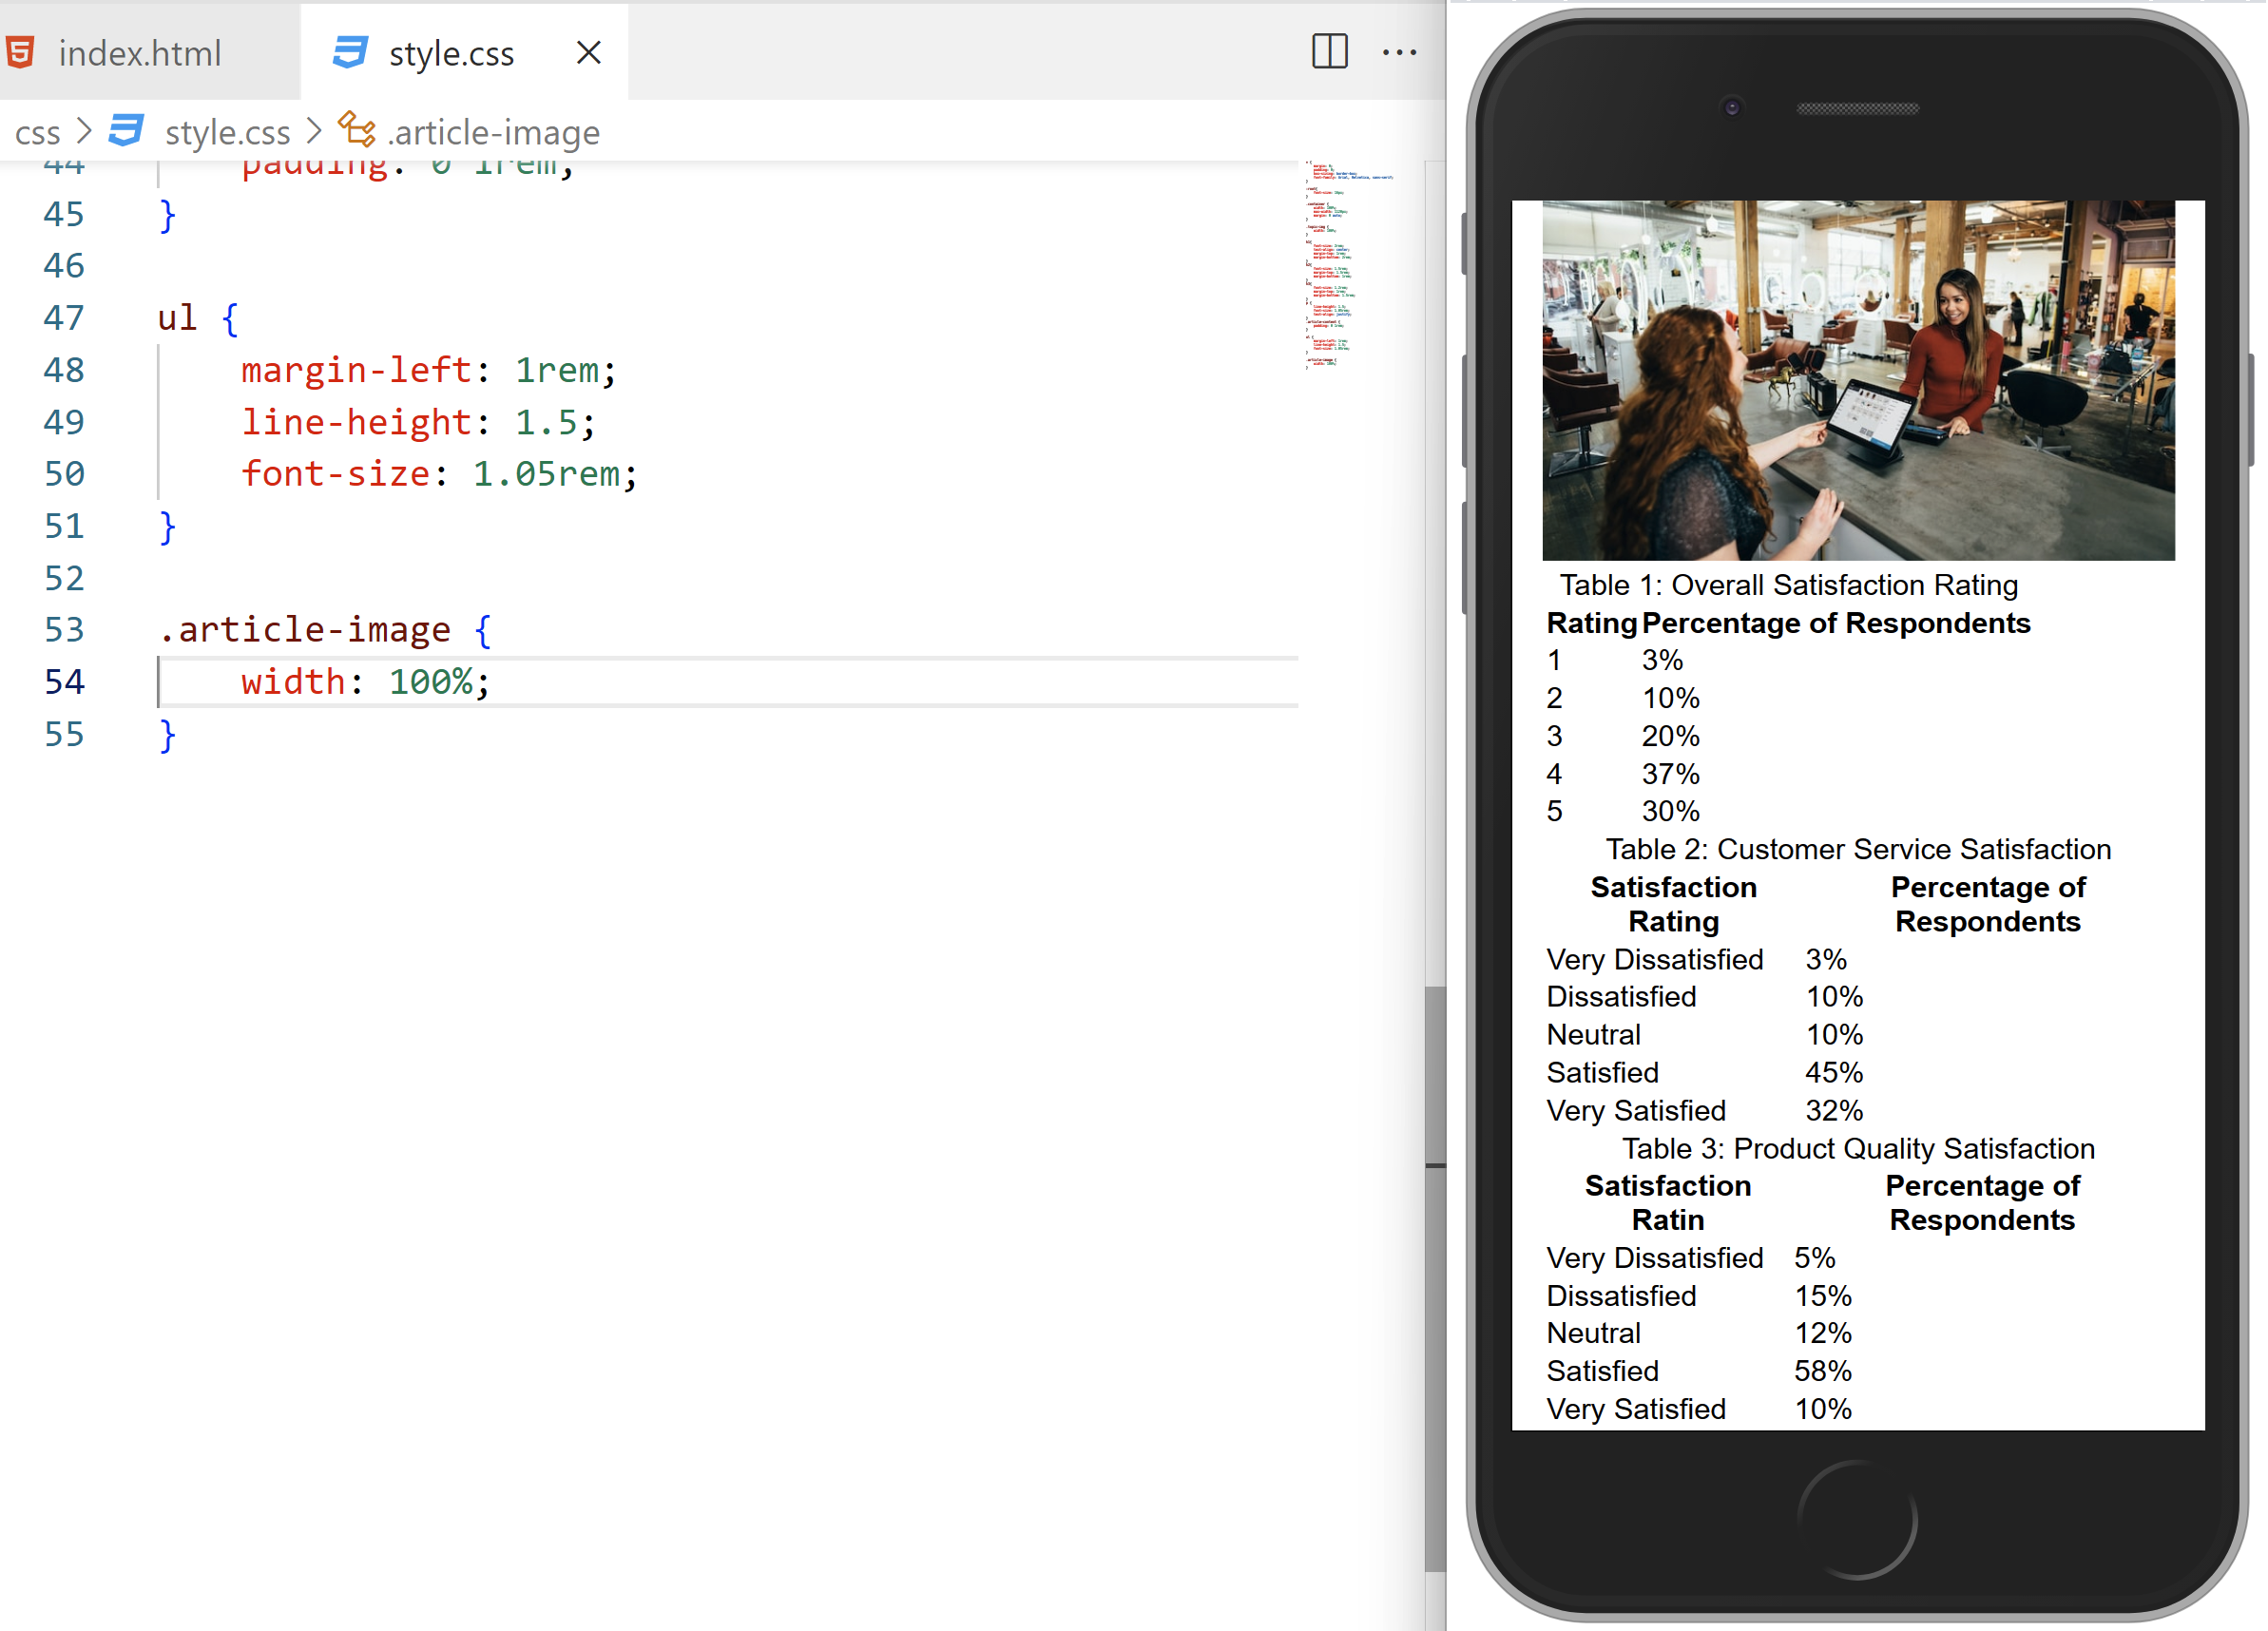 index.html
style.css
css > style.css > .article-image
44 padding: 0 1rem;
45 }
46
47 ul {
48 margin-left: 1rem;
49 line-height: 1.5;
50 font-size: 1.05rem;
51 }
52
53 .article-image {
54 width: 100%;
55 }
Table 1: Overall Satisfaction Rating
Rating Percentage of Respondents
1 3%
2 10%
3 20%
4 37%
5 30%
Table 2: Customer Service Satisfaction
Satisfaction Percentage of
Rating Respondents
Very Dissatisfied 3%
Dissatisfied 10%
Neutral 10%
Satisfied 45%
Very Satisfied 32%
Table 3: Product Quality Satisfaction
Satisfaction Percentage of
Ratin Respondents
Very Dissatisfied 5%
Dissatisfied 15%
Neutral 12%
Satisfied 58%
Very Satisfied 10%